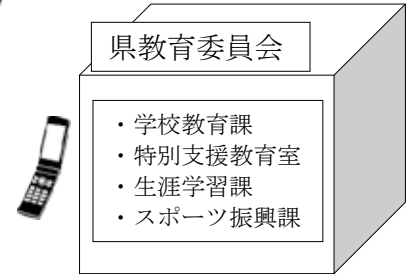 県教育委員会
・学校教育課
・特別支援教育室
・生涯学習課
・スポーツ振興課